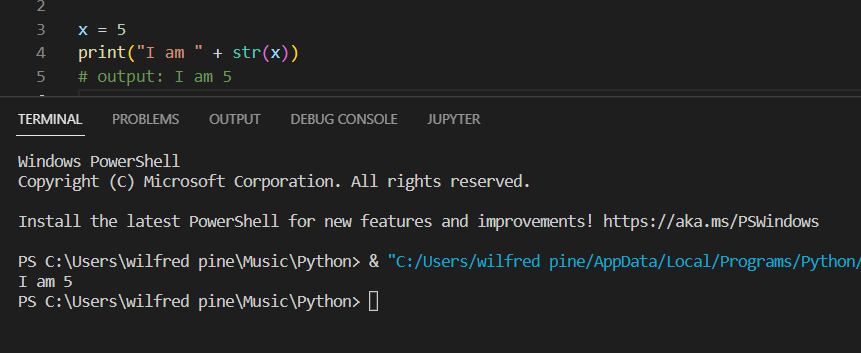 2
3 x = 5
4 print("I am " + str(x))
5 # output: I am 5
TERMINAL PROBLEMS OUTPUT DEBUG CONSOLE JUPYTER
Windows PowerShell
Copyright (C) Microsoft Corporation. All rights reserved.
Install the latest PowerShell for new features and improvements! https://aka.ms/PSWindows
PS C:\Users\wilfred pine\Music\Python> & "C:/Users/wilfred pine/AppData/Local/Programs/Python/
I am 5
PS C:\Users\wilfred pine\Music\Python>